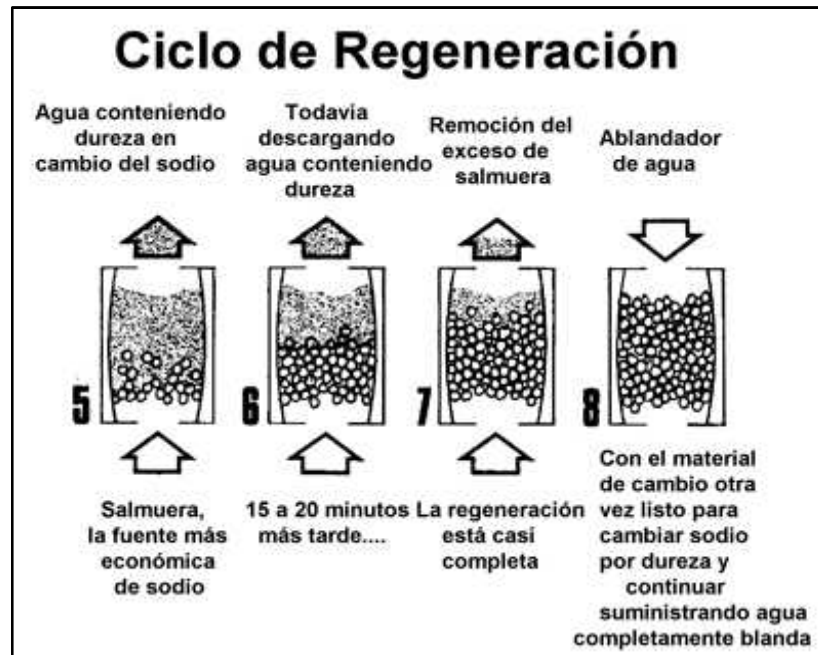 Ciclo de Regeneración
Agua conteniendo
dureza en
cambio del sodio
Todavia
descargando
agua conteniendo
dureza
Remoción del
exceso de
salmuera
Ablandador
de agua
5
6
7
8
Salmuera,
la fuente más
económica
de sodio
15 a 20 minutos
más tarde....
La regeneración
está casi
completa
Con el material
de cambio otra
vez listo para
cambiar sodio
por dureza y
continuar
suministrando agua
completamente blanda